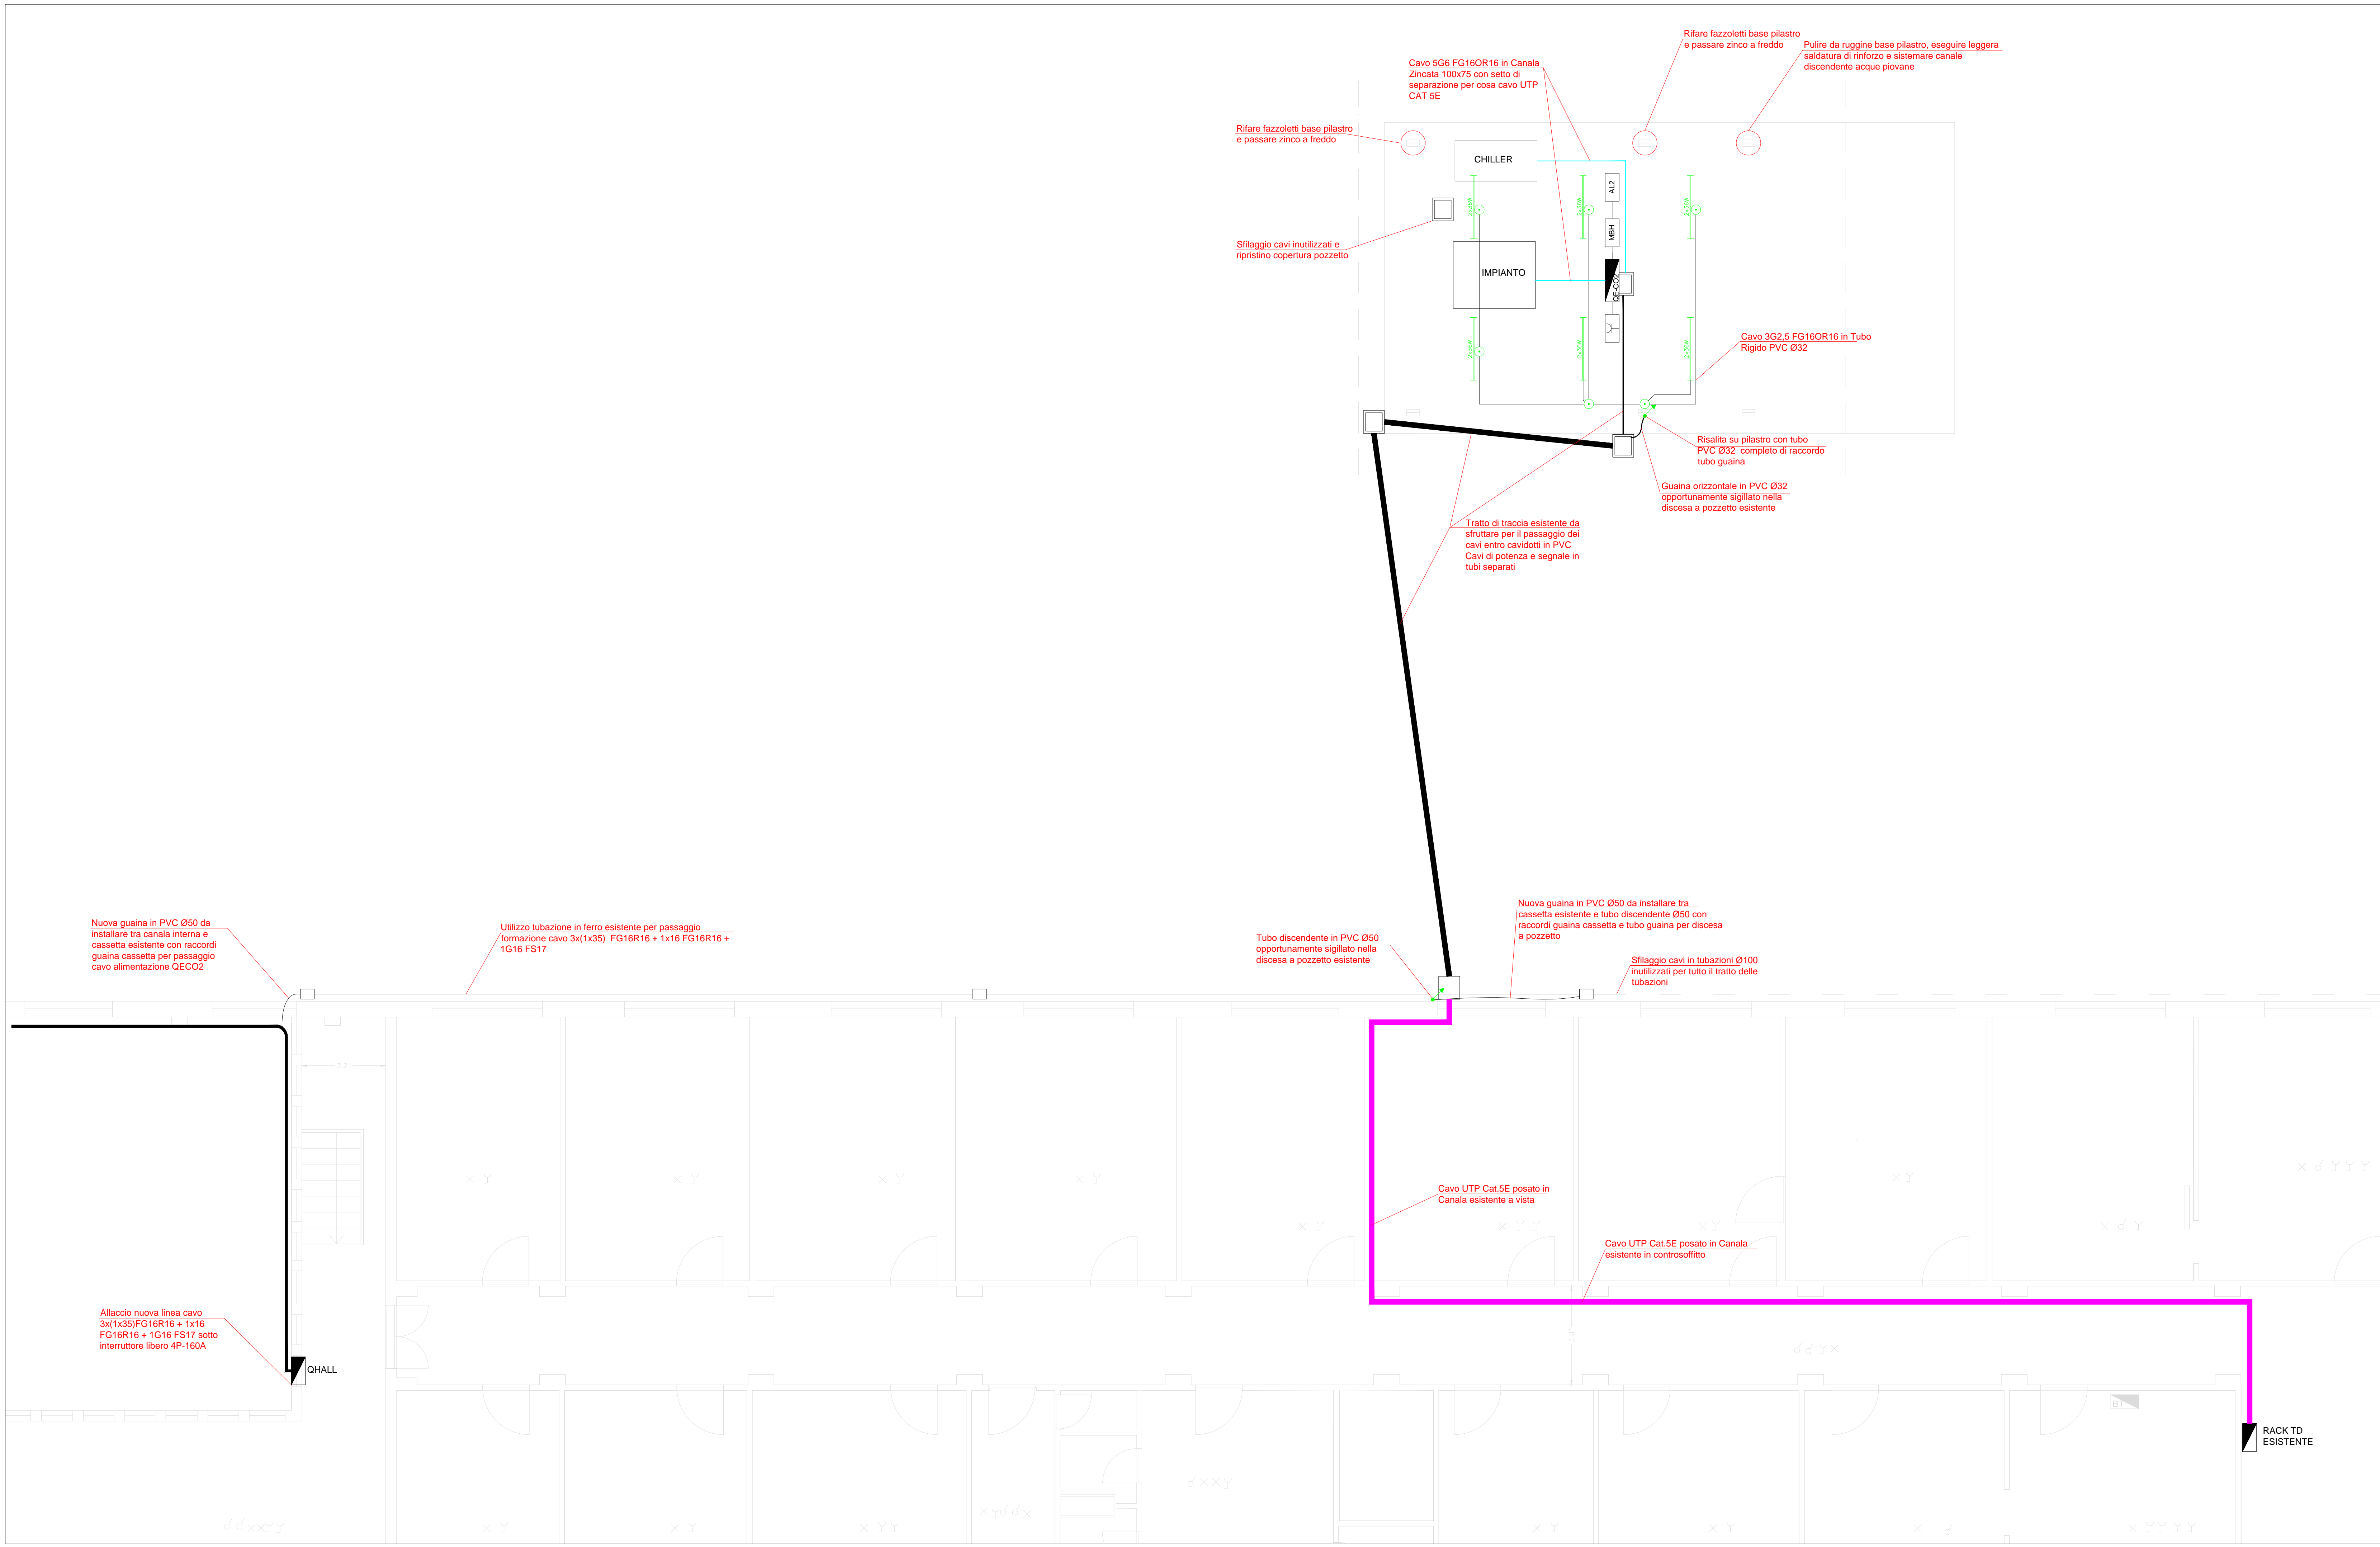 Rifare fazzoletti base pilastro
e passare zinco a freddo
Pulire da ruggine base pilastro, eseguire leggera
saldatura di rinforzo e sistemare canale
discendente acque piovane
Cavo 5G6 FG16OR16 in Canala
Zincata 100x75 con setto di
separazione per cosa cavo UTP
CAT 5E
Rifare fazzoletti base pilastro
e passare zinco a freddo
CHILLER
AL2
2x36W
2x36W
2x36W
MBH
Sfilaggio cavi inutilizzati e
ripristino copertura pozzetto
IMPIANTO
QE-CO2
2x36W
2x36W
2x36W
Cavo 3G2,5 FG16OR16 in Tubo
Rigido PVC Ø32
Risalita su pilastro con tubo
PVC Ø32 completo di raccordo
tubo guaina
Guaina orizzontale in PVC Ø32
opportunamente sigillato nella
discesa a pozzetto esistente
Tratto di traccia esistente da
sfruttare per il passaggio dei
cavi entro cavidotti in PVC
Cavi di potenza e segnale in
tubi separati
Nuova guaina in PVC Ø50 da
installare tra canala interna e
cassetta esistente con raccordi
guaina cassetta per passaggio
cavo alimentazione QECO2
Utilizzo tubazione in ferro esistente per passaggio
formazione cavo 3x(1x35) FG16R16 + 1x16 FG16R16 +
1G16 FS17
Tubo discendente in PVC Ø50
opportunamente sigillato nella
discesa a pozzetto esistente
Nuova guaina in PVC Ø50 da installare tra
cassetta esistente e tubo discendente Ø50 con
raccordi guaina cassetta e tubo guaina per discesa
a pozzetto
Sfilaggio cavi in tubazioni Ø100
inutilizzati per tutto il tratto delle
tubazioni
Cavo UTP Cat.5E posato in
Canala esistente a vista
Cavo UTP Cat.5E posato in Canala
esistente in controsoffitto
Allaccio nuova linea cavo
3x(1x35)FG16R16 + 1x16
FG16R16 + 1G16 FS17 sotto
interruttore libero 4P-160A
QHALL
B1
RACK TD
ESISTENTE